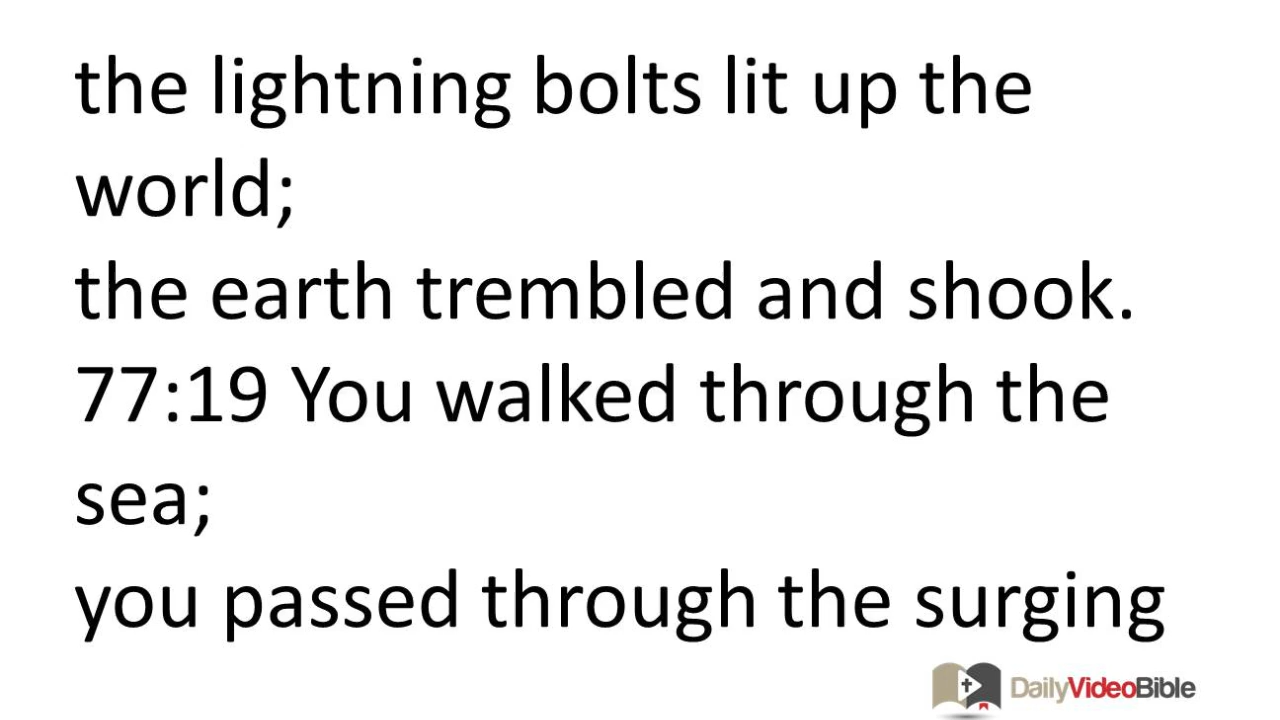 the lightning bolts lit up the
world;
the earth trembled and shook.
77:19 You walked through the
sea;
you passed through the surging
DailyVideoBible